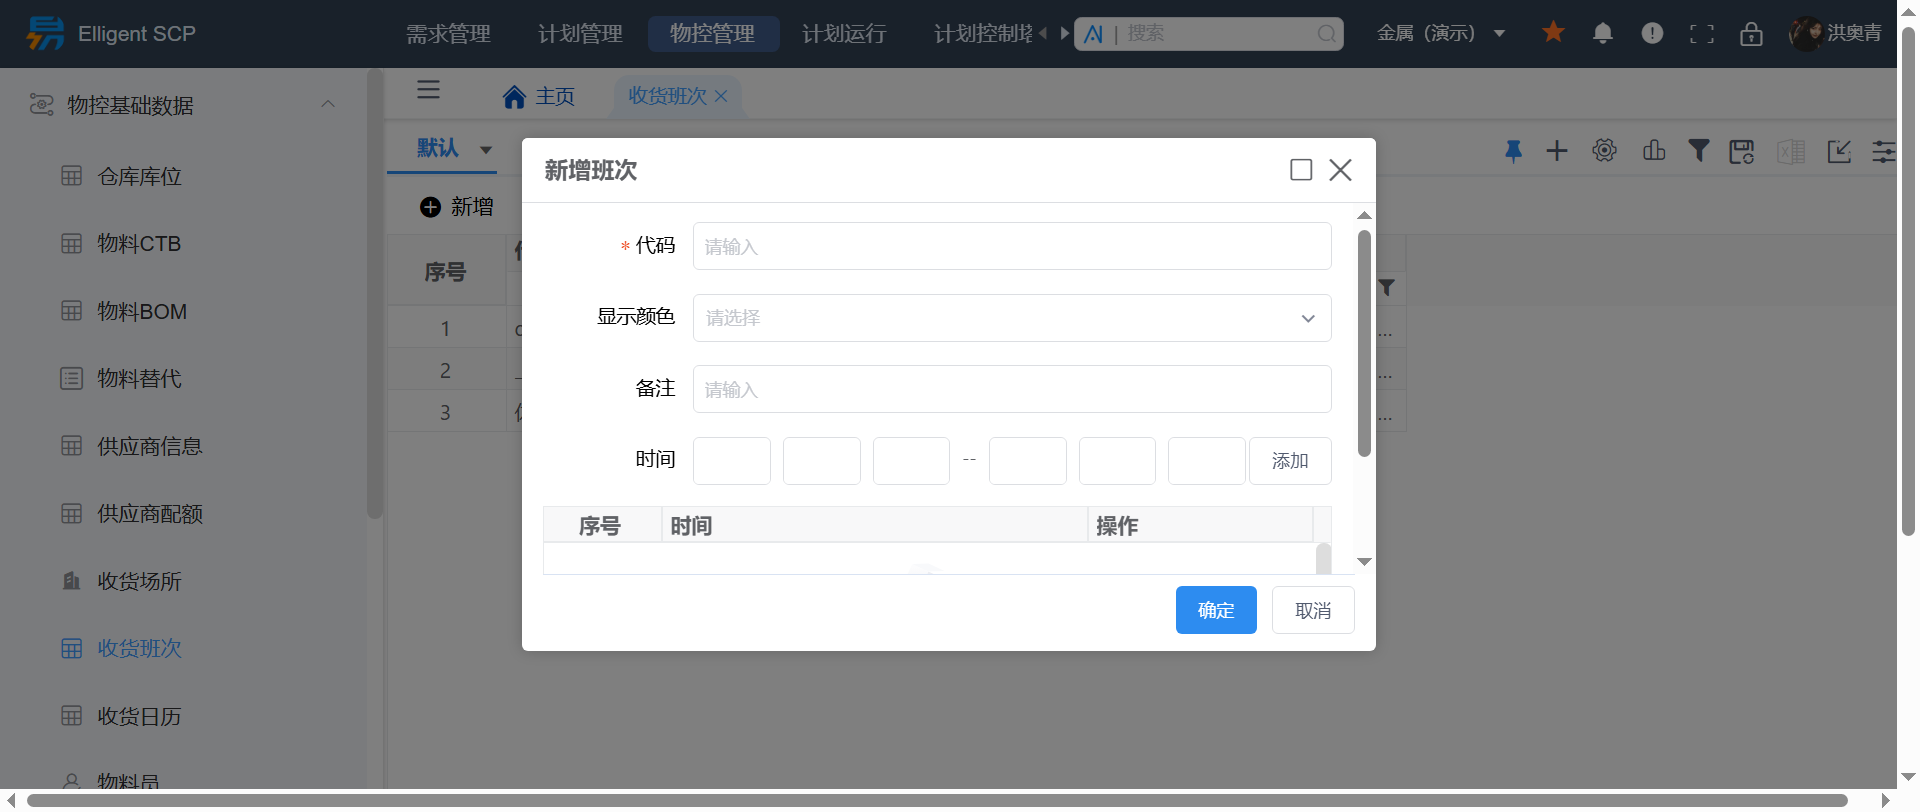 Elligent SCP
需求管理
计划管理
物控管理
计划运行
计划控制塔
搜索
金属（演示）
洪奥青
物控基础数据
仓库库位
物料CTB
物料BOM
物料替代
供应商信息
供应商配额
收货场所
收货班次
收货日历
物料员
主页
收货班次
默认
新增
序号
1
2
3
新增班次
* 代码
请输入
显示颜色
请选择
备注
请输入
时间
--
添加
序号
时间
操作
确定
取消